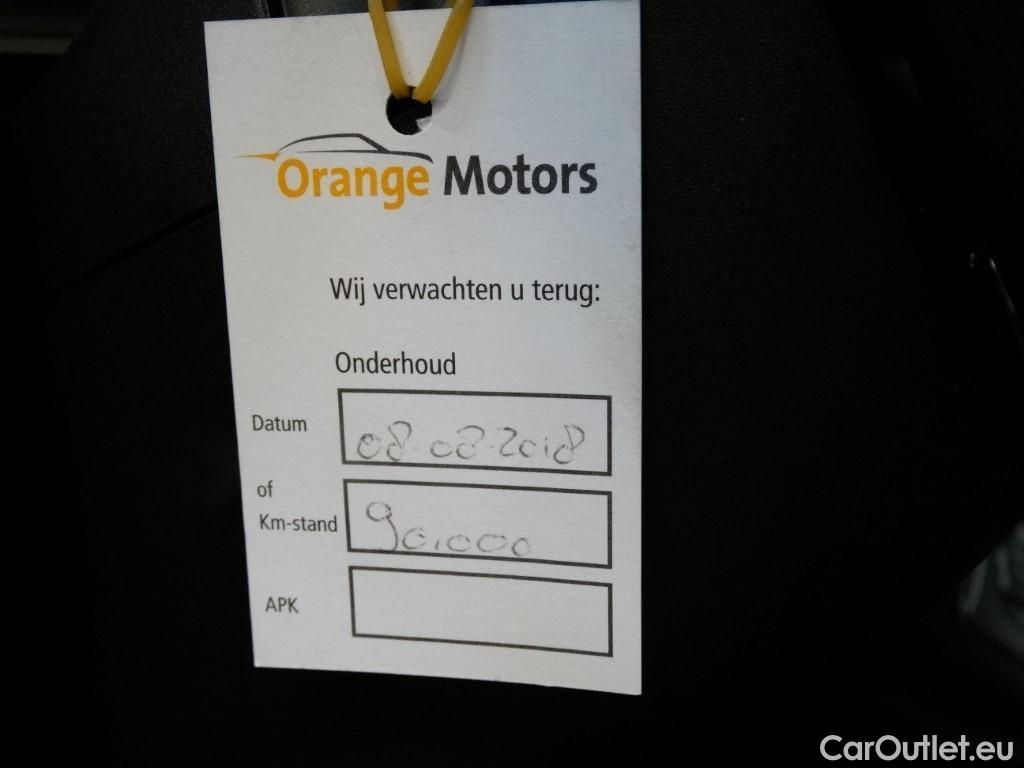 Orange Motors
Wij verwachten u terug:
Onderhoud
Datum 08-08-2018
of
Km-stand 90.000
APK
CarOutlet.eu